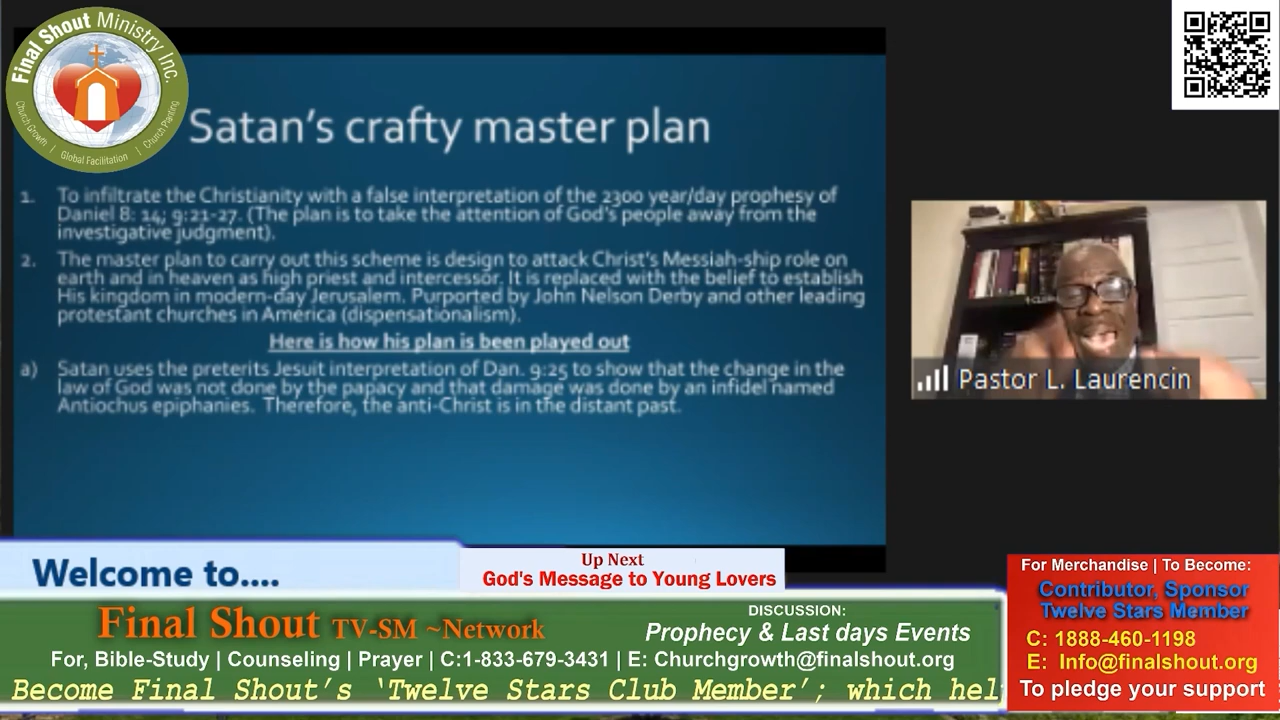 Final Shout Ministry Inc.
Church Growth | Global Facilitation | Church Planting
Satan's crafty master plan
1. To infiltrate the Christianity with a false interpretation of the 2300 year/day prophesy of
Daniel 8: 14; 9:21-27. (The plan is to take the attention of God's people away from the
investigative judgment).
2. The master plan to carry out this scheme is design to attack Christ's Messiah-ship role on
earth and in heaven as high priest and intercessor. It is replaced with the belief to establish
His kingdom in modern-day Jerusalem. Purported by John Nelson Derby and other leading
protestant churches in America (dispensationalism).
Here is how his plan is been played out
a) Satan uses the preterits Jesuit interpretation of Dan. 9:25 to show that the change in the
law of God was not done by the papacy and that damage was done by an infidel named
Antiochus epiphanies. Therefore, the anti-Christ is in the distant past.
Pastor L. Laurencin
Welcome to....
Up Next
God's Message to Young Lovers
Final Shout TV-SM ~Network
DISCUSSION:
Prophecy & Last days Events
For, Bible-Study | Counseling | Prayer | C:1-833-679-3431 | E: Churchgrowth@finalshout.org
Become Final Shout's ‘Twelve Stars Club Member’; which hel
For Merchandise | To Become:
Contributor, Sponsor
Twelve Stars Member
C: 1888-460-1198
E: Info@finalshout.org
To pledge your support